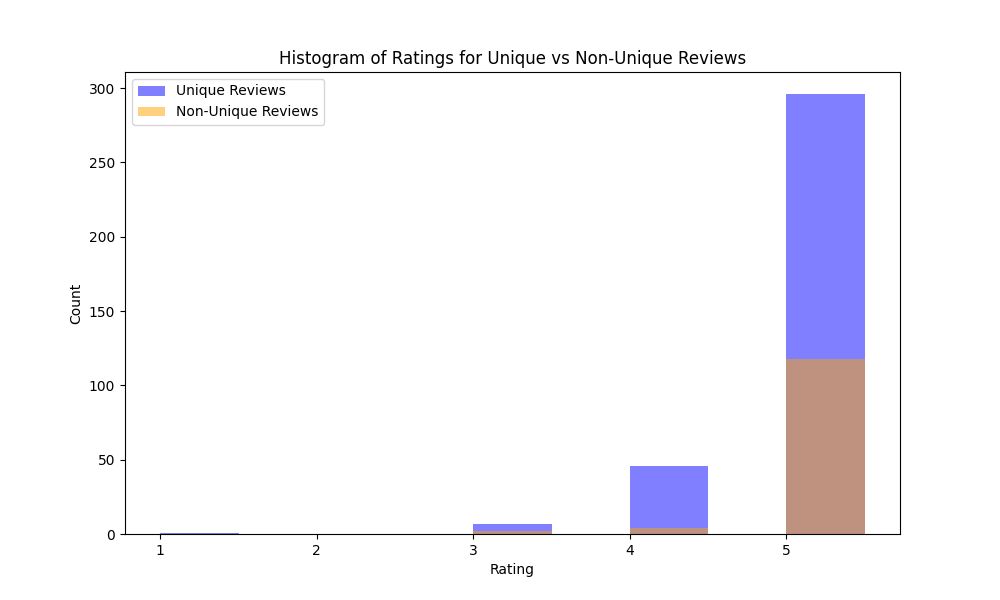 Histogram of Ratings for Unique vs Non-Unique Reviews
Unique Reviews
Non-Unique Reviews
300
250
200
150
100
50
0
Count
1 2 3 4 5
Rating